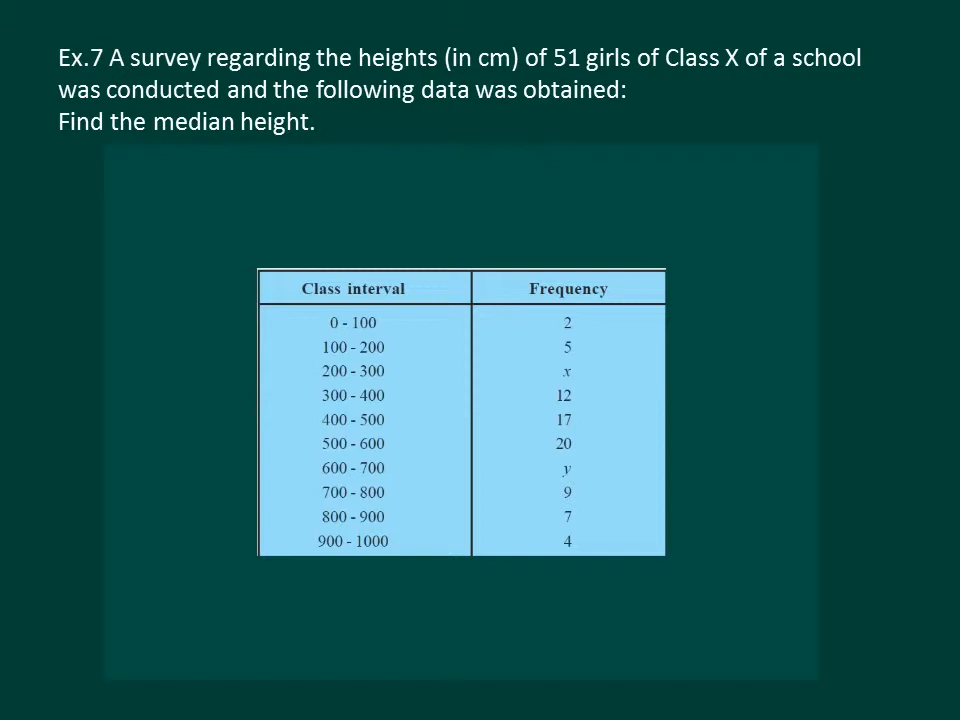 Ex.7 A survey regarding the heights (in cm) of 51 girls of Class X of a school
was conducted and the following data was obtained:
Find the median height.
Class interval Frequency
0 - 100 2
100 - 200 5
200 - 300 x
300 - 400 12
400 - 500 17
500 - 600 20
600 - 700 y
700 - 800 9
800 - 900 7
900 - 1000 4